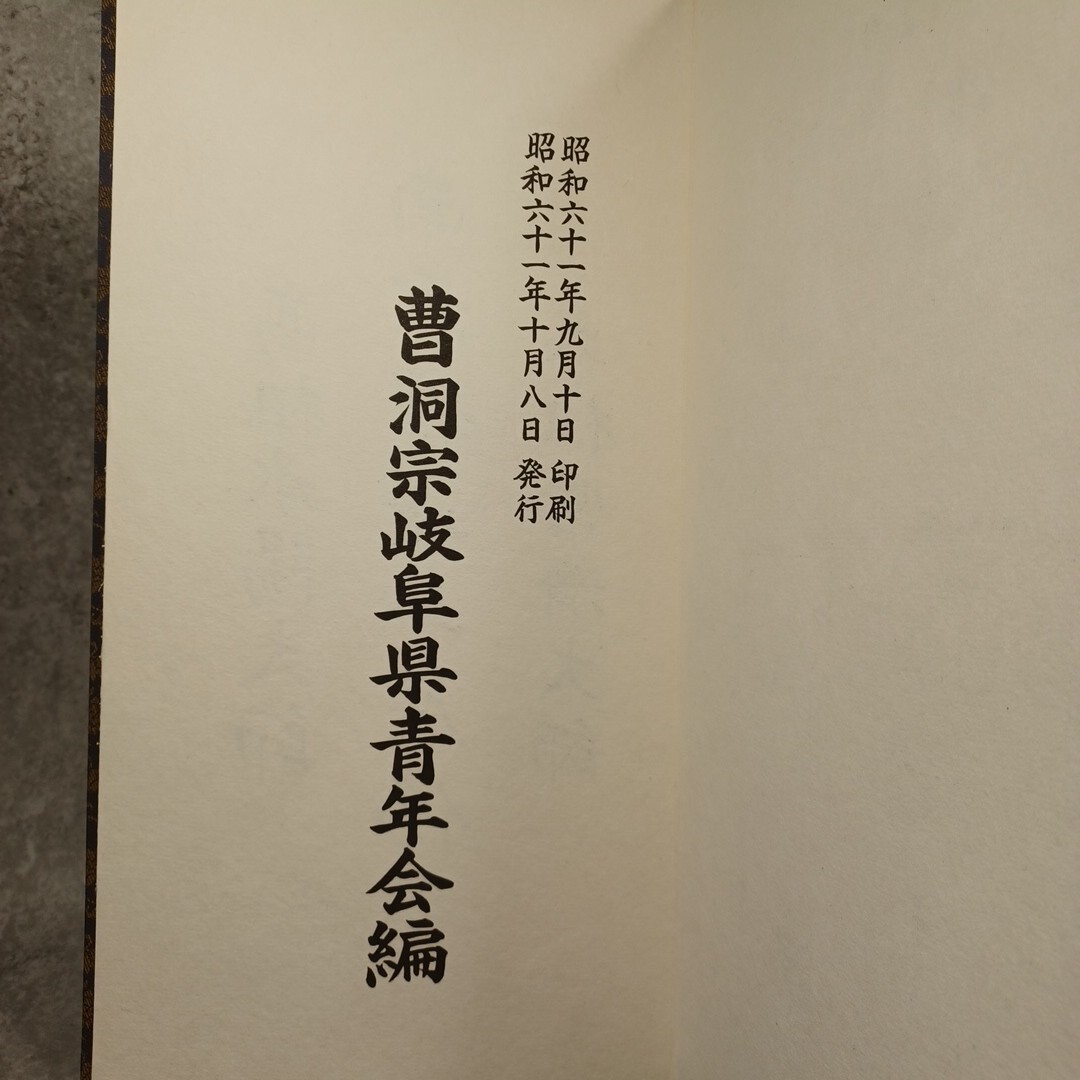 昭和六十一年九月十日 印刷
昭和六十一年十月八日 発行
曹洞宗岐阜県青年会編